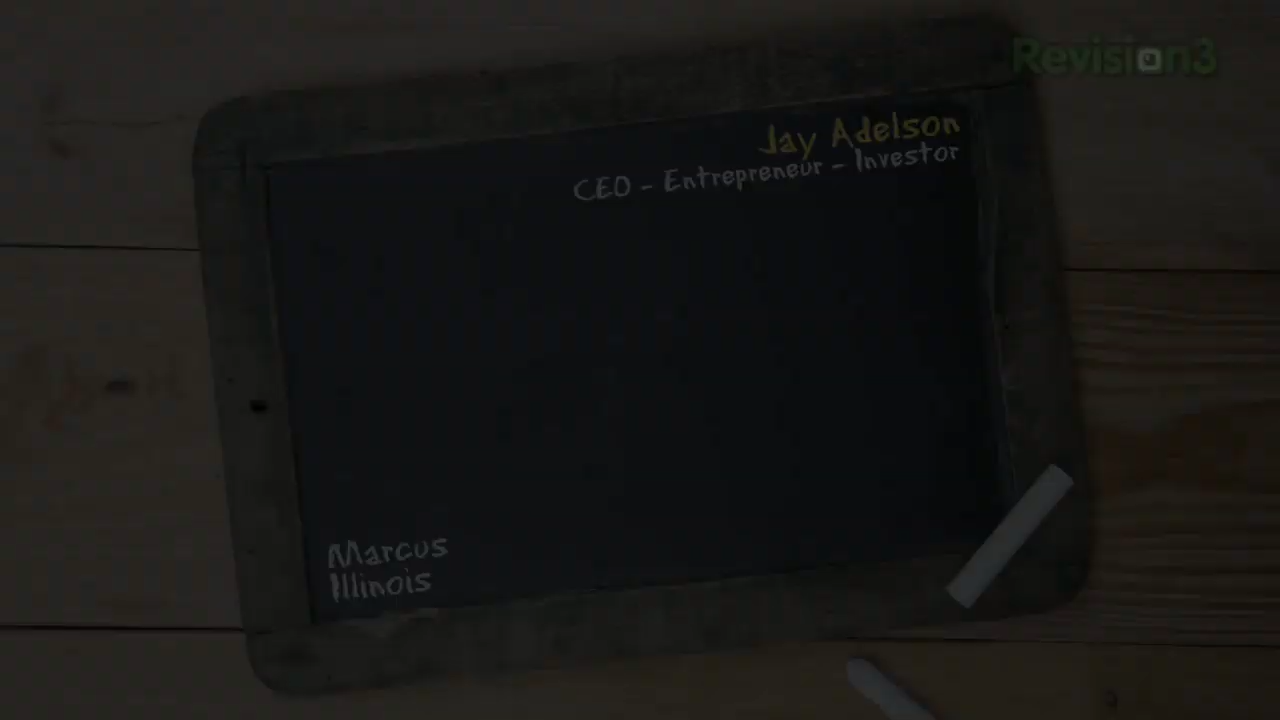 Revision3
Jay Adelson
CEO - Entrepreneur - Investor
Marcus
Illinois